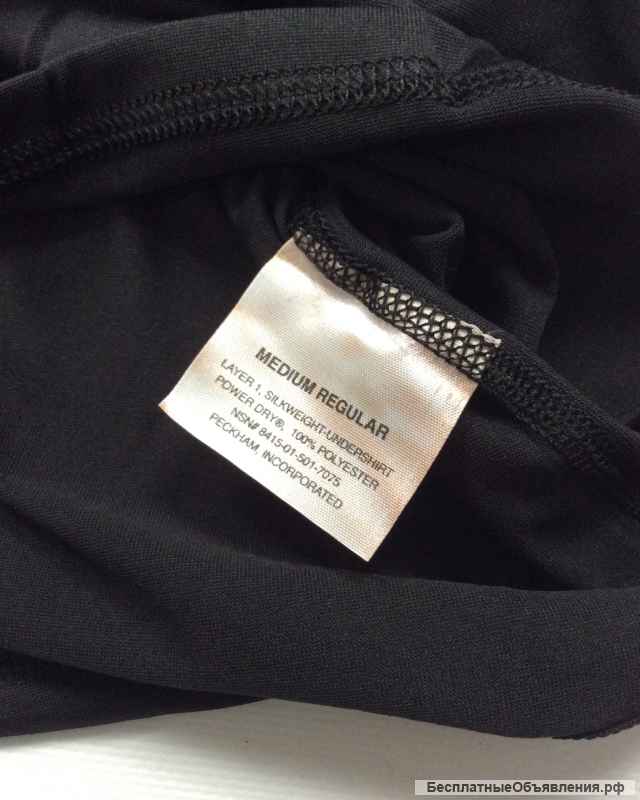 MEDIUM REGULAR
LAYER 1, SILKWEIGHT-UNDERSHIRT
POWER DRY®, 100% POLYESTER
NSN# 8415-01-501-7075
PECKHAM, INCORPORATED
БесплатныеОбъявления.рф